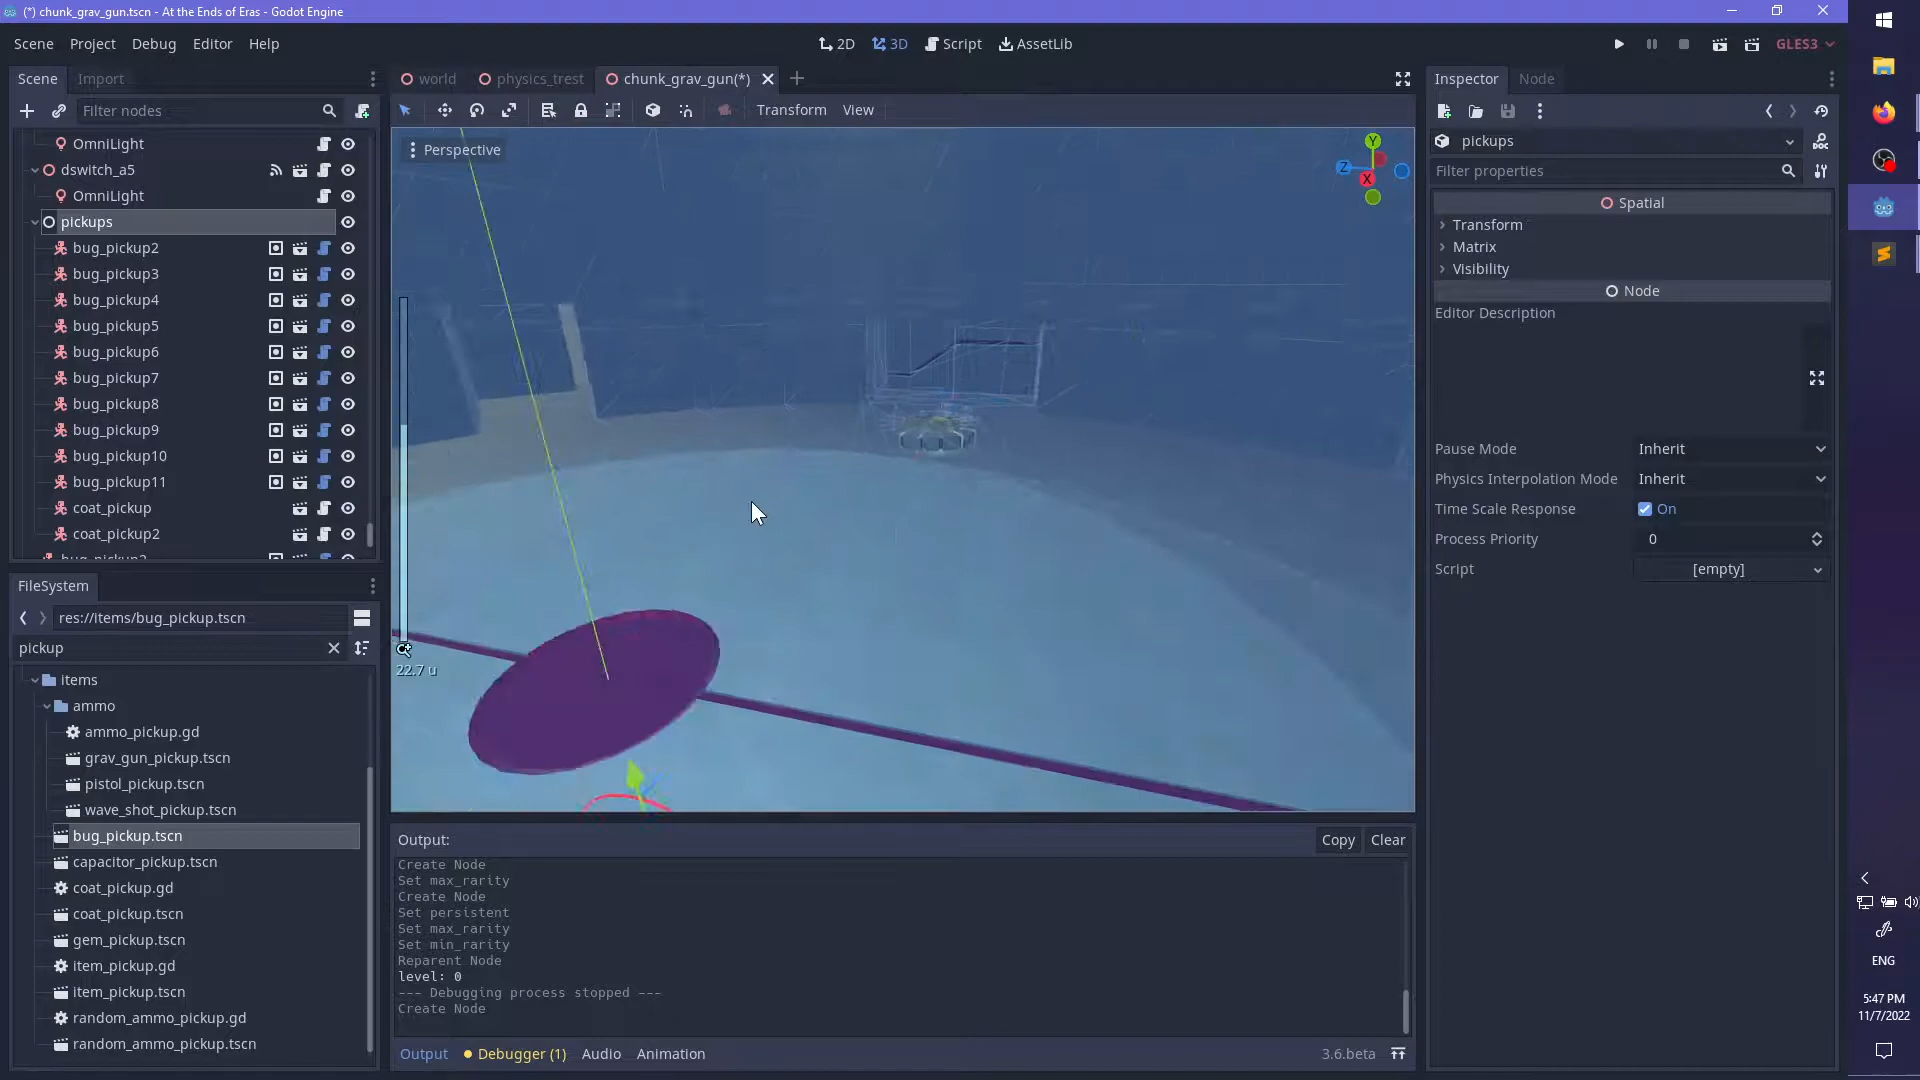 (*) chunk_grav_gun.tscn - At the Ends of Eras - Godot Engine
Scene Project Debug Editor Help
2D 3D Script AssetLib
GLES3
Scene Import
world physics_trest chunk_grav_gun(*)
Inspector Node
Filter nodes
Transform View
pickups
Filter properties
Perspective
Y
Z
X
OmniLight
dswitch_a5
OmniLight
pickups
bug_pickup2
bug_pickup3
bug_pickup4
bug_pickup5
bug_pickup6
bug_pickup7
bug_pickup8
bug_pickup9
bug_pickup10
bug_pickup11
coat_pickup
coat_pickup2
bug_pickup2
22.7 u
Spatial
Transform
Matrix
Visibility
Node
Editor Description
Pause Mode Inherit
Physics Interpolation Mode Inherit
Time Scale Response On
Process Priority 0
Script [empty]
FileSystem
res://items/bug_pickup.tscn
pickup
items
ammo
ammo_pickup.gd
grav_gun_pickup.tscn
pistol_pickup.tscn
wave_shot_pickup.tscn
bug_pickup.tscn
capacitor_pickup.tscn
coat_pickup.gd
coat_pickup.tscn
gem_pickup.tscn
item_pickup.gd
item_pickup.tscn
random_ammo_pickup.gd
random_ammo_pickup.tscn
Output: Copy Clear
Create Node
Set max_rarity
Create Node
Set persistent
Set max_rarity
Set min_rarity
Reparent Node
level: 0
--- Debugging process stopped ---
Create Node
Output Debugger (1) Audio Animation 3.6.beta
ENG
5:47 PM
11/7/2022